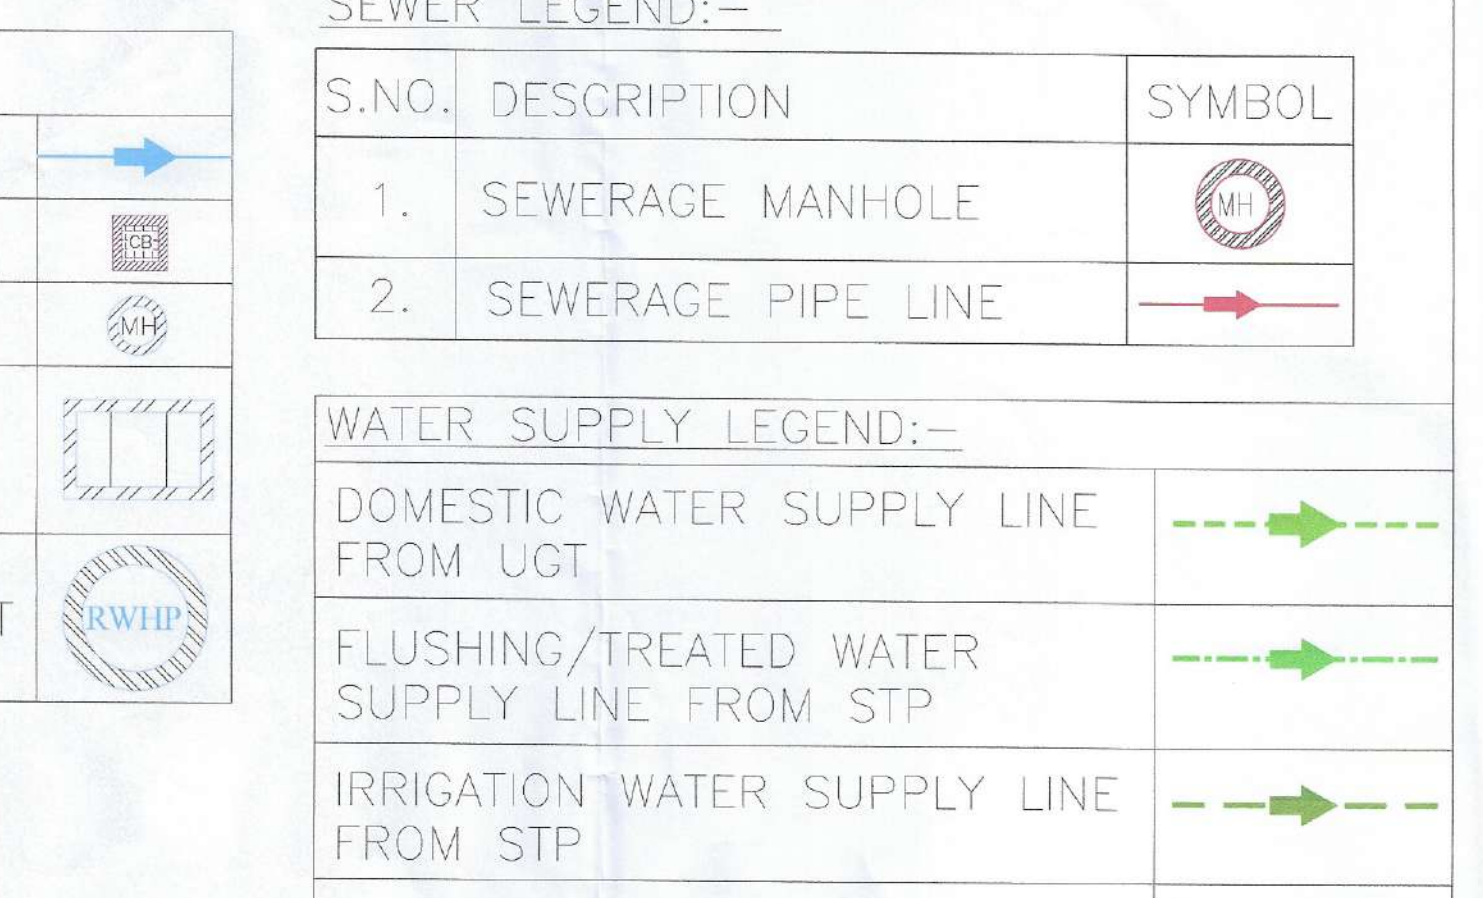 SEWER LEGEND:-
S.NO. DESCRIPTION SYMBOL
1. SEWERAGE MANHOLE MH
2. SEWERAGE PIPE LINE
CB
MH
T RWHP
WATER SUPPLY LEGEND:-
DOMESTIC WATER SUPPLY LINE
FROM UGT
FLUSHING/TREATED WATER
SUPPLY LINE FROM STP
IRRIGATION WATER SUPPLY LINE
FROM STP